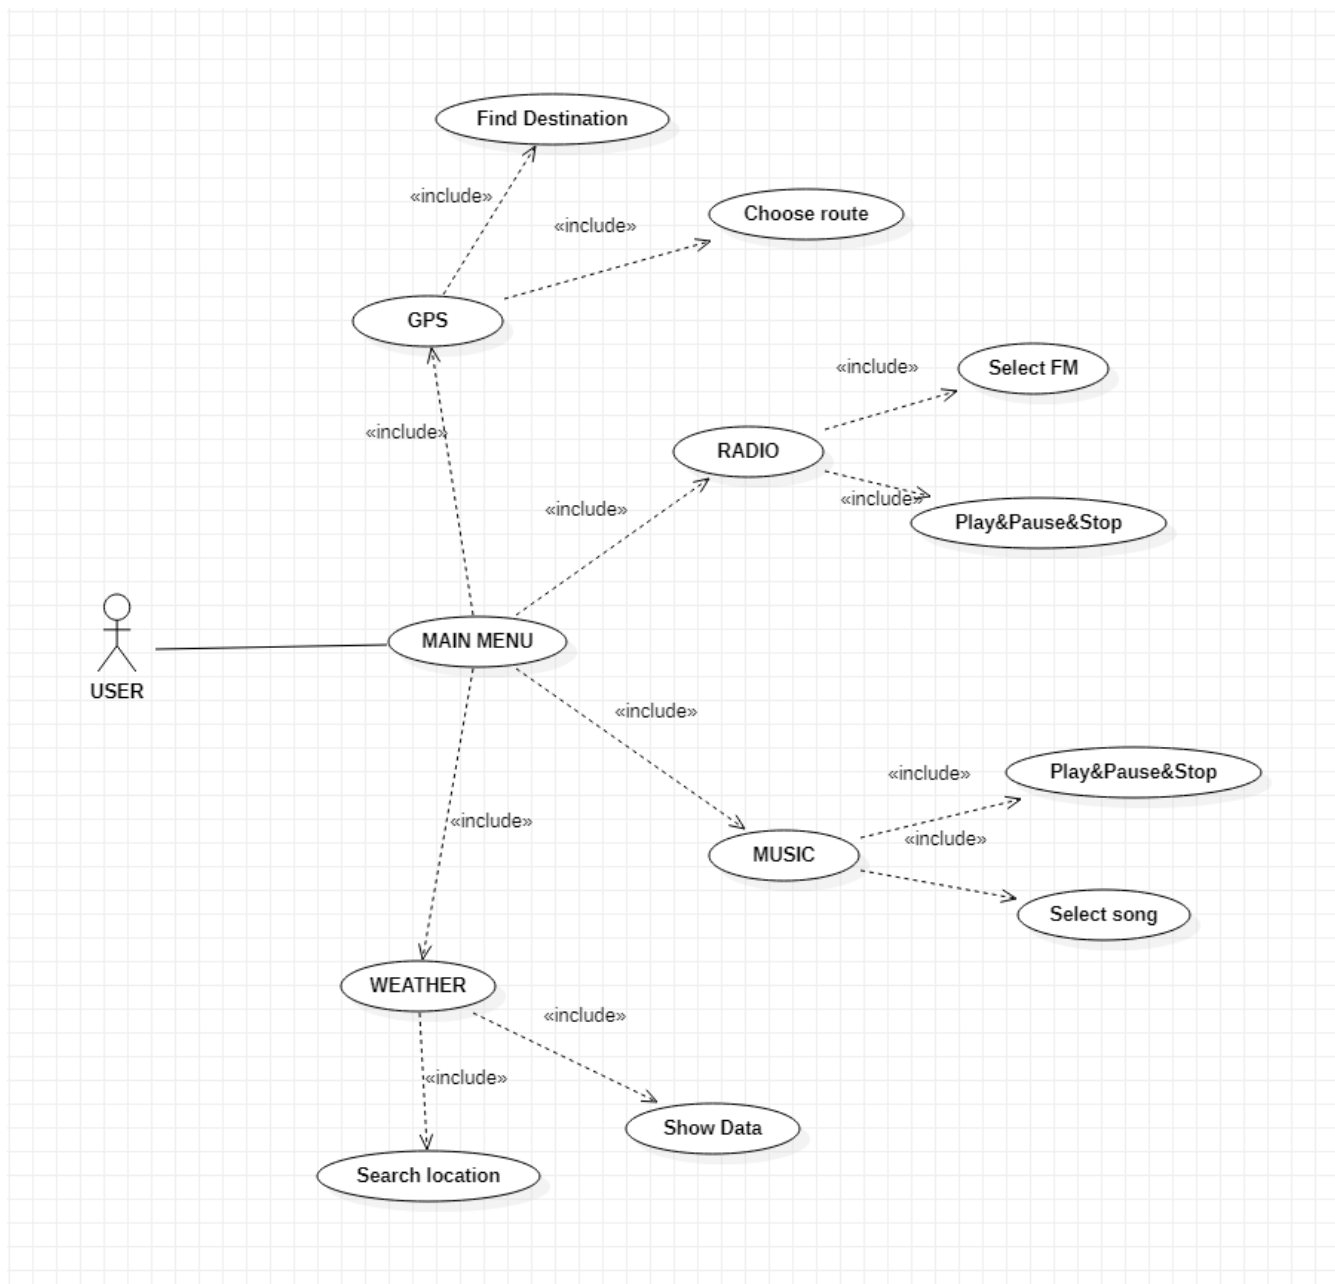 Find Destination
«include»
Choose route
«include»
GPS
Select FM
«include»
«include»
RADIO
«include»
«include»
Play&Pause&Stop
MAIN MENU
USER
«include»
Play&Pause&Stop
«include»
«include»
«include»
MUSIC
Select song
WEATHER
«include»
«include»
Show Data
Search location